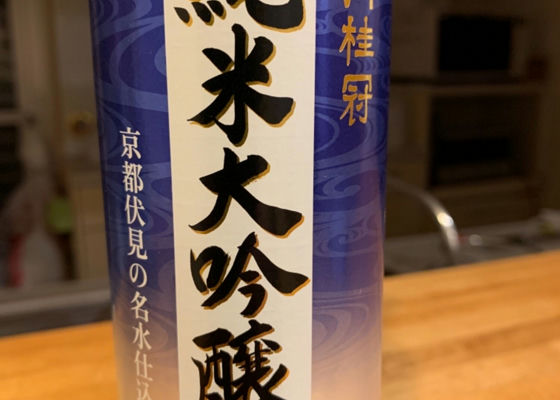 桂冠
純米大吟醸
京都伏見の名水仕込